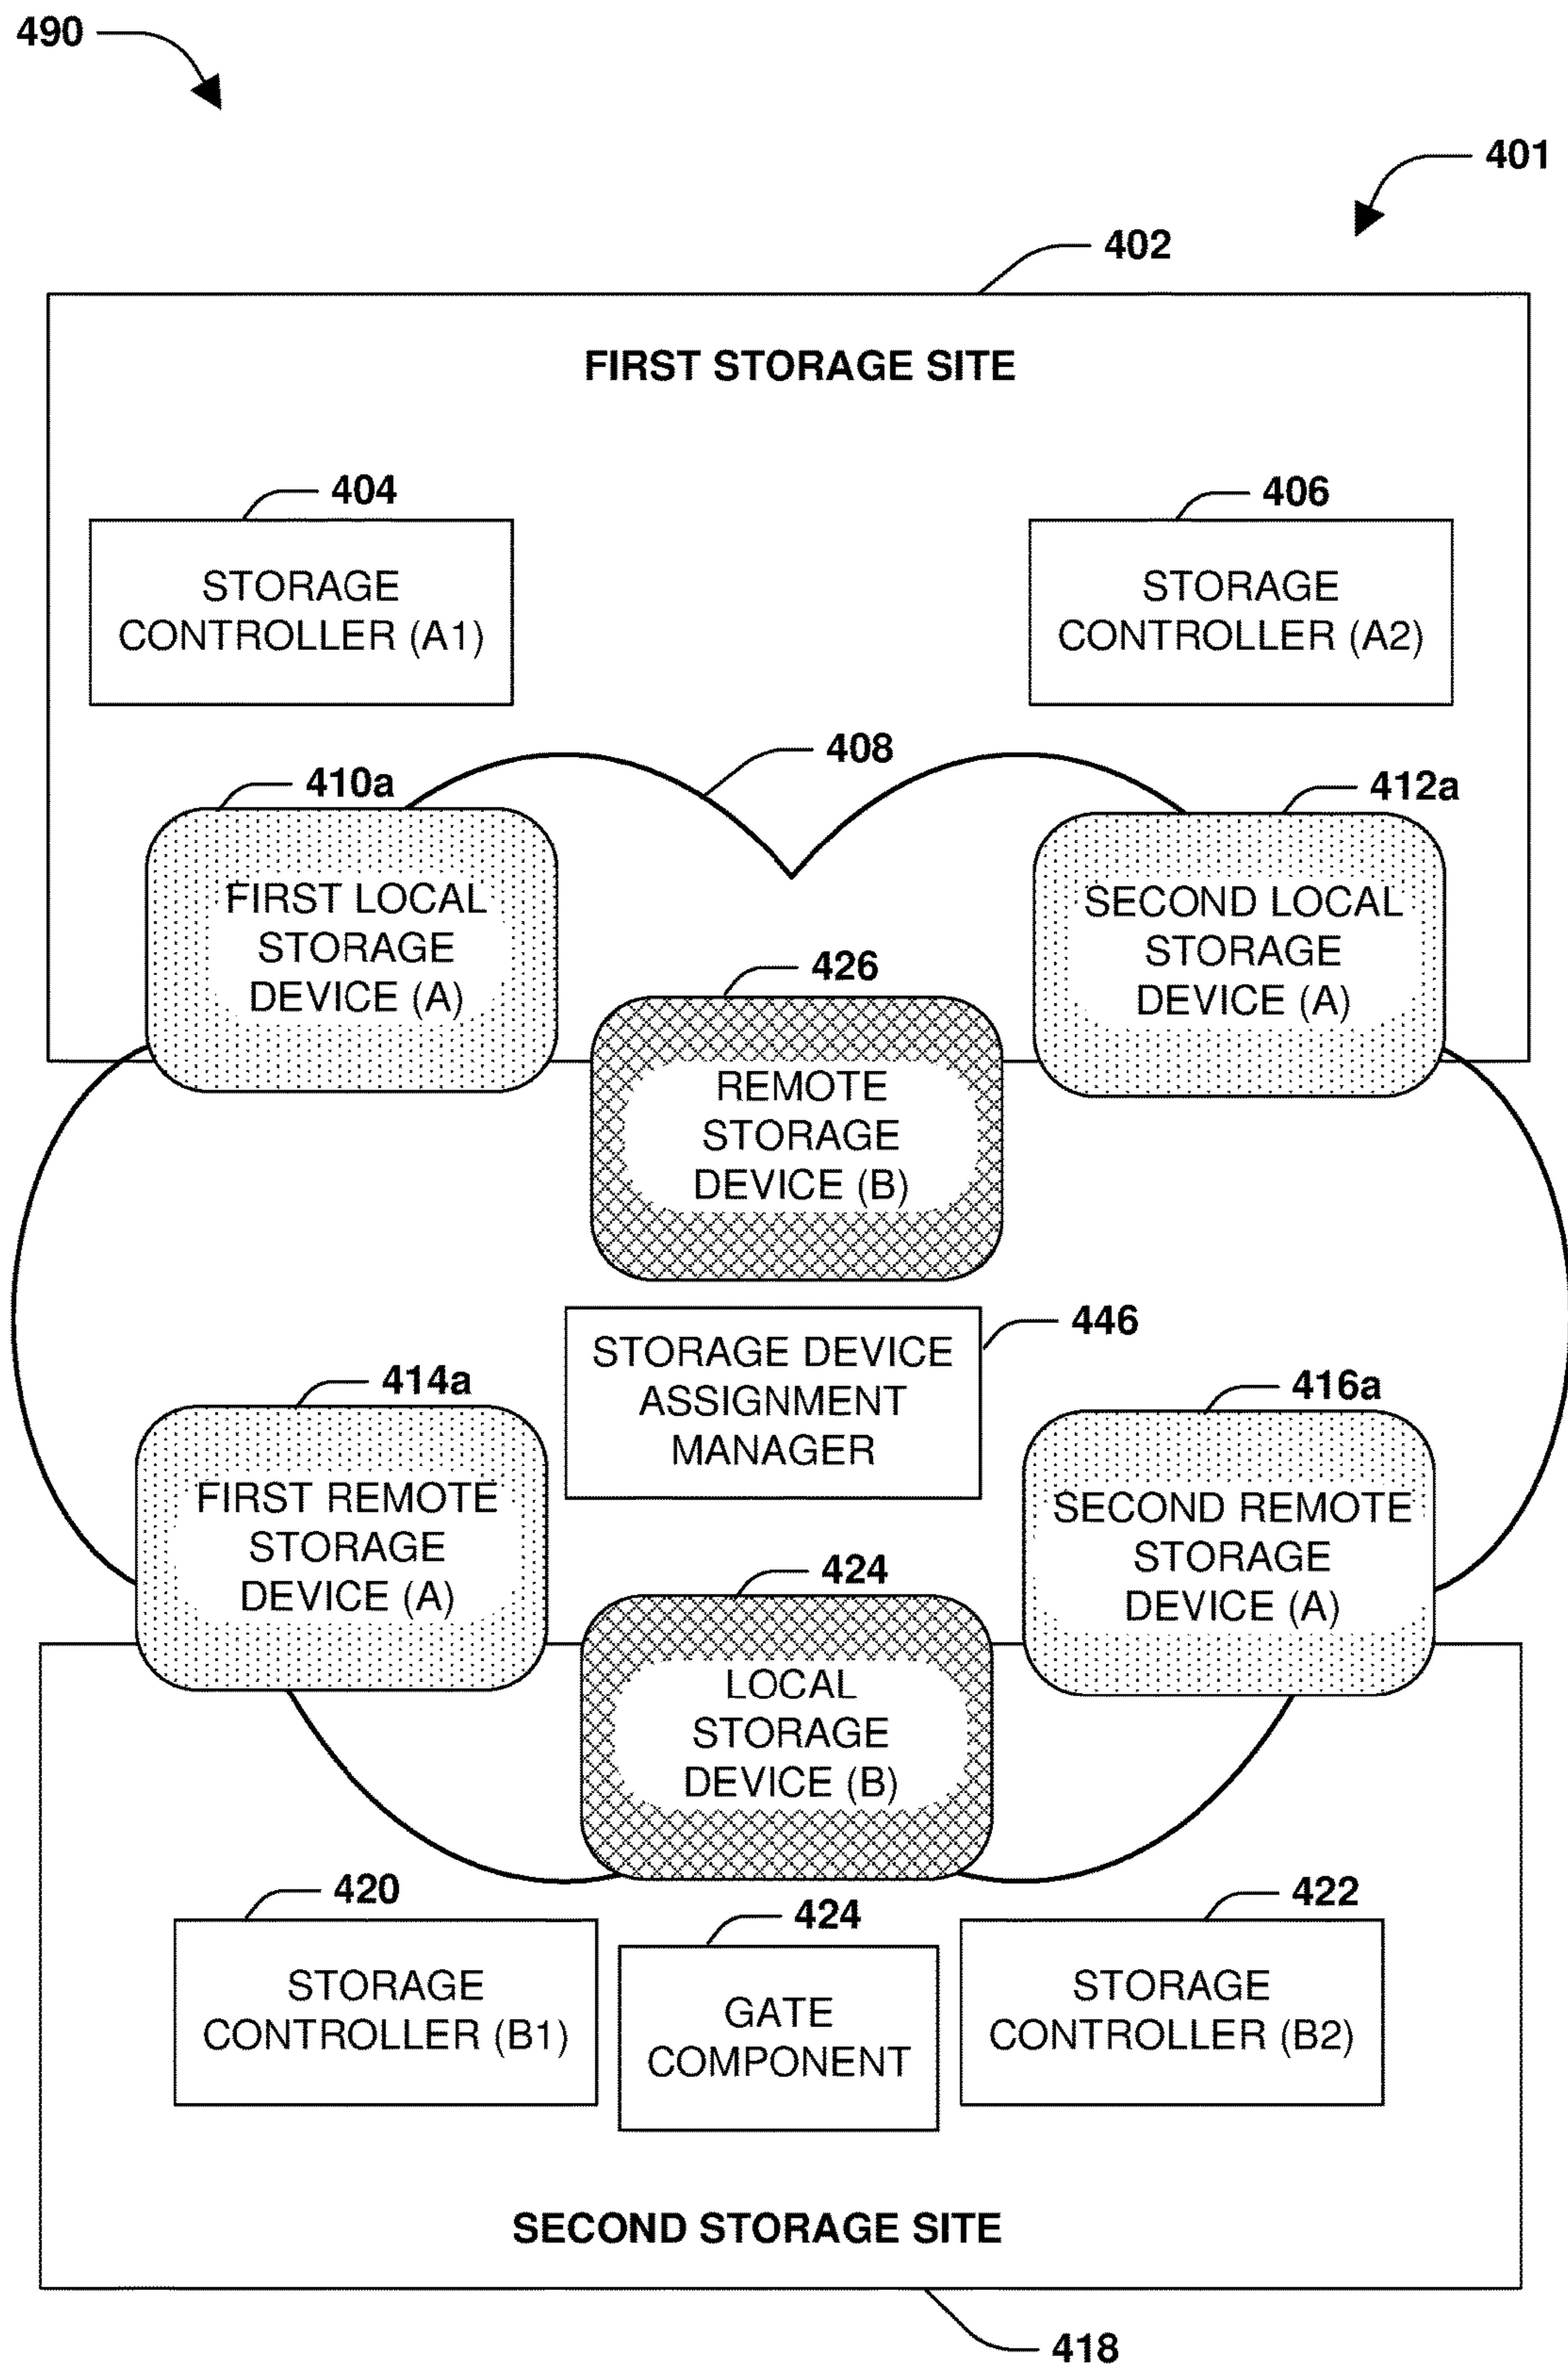 490
401
402
FIRST STORAGE SITE
404
406
STORAGE
CONTROLLER (A1)
STORAGE
CONTROLLER (A2)
408
410a
412a
FIRST LOCAL
STORAGE
DEVICE (A)
SECOND LOCAL
STORAGE
DEVICE (A)
426
REMOTE
STORAGE
DEVICE (B)
446
STORAGE DEVICE
ASSIGNMENT
MANAGER
414a
416a
FIRST REMOTE
STORAGE
DEVICE (A)
SECOND REMOTE
STORAGE
DEVICE (A)
424
LOCAL
STORAGE
DEVICE (B)
420
424
422
STORAGE
CONTROLLER (B1)
GATE
COMPONENT
STORAGE
CONTROLLER (B2)
SECOND STORAGE SITE
418